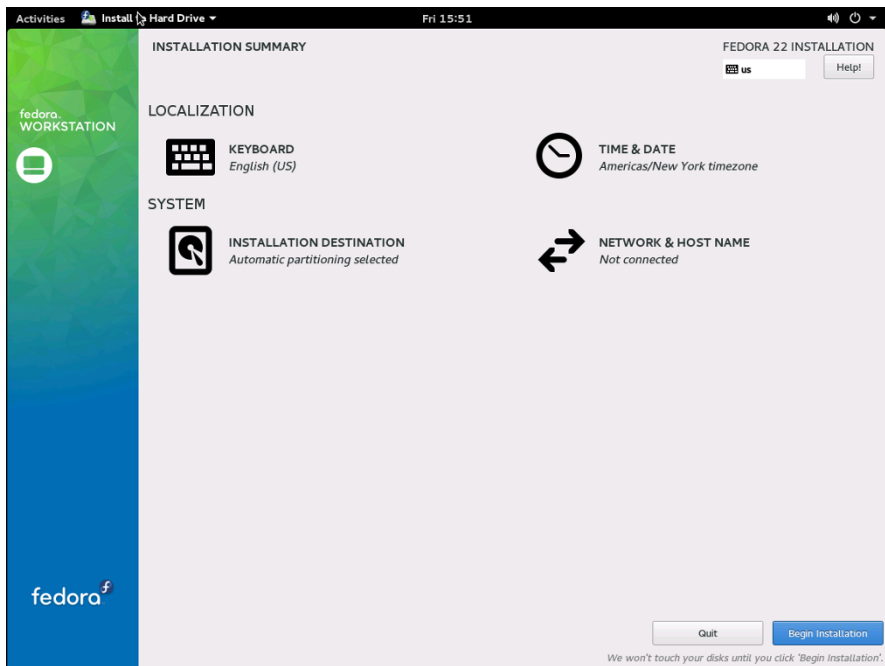 Activities Install to Hard Drive Fri 15:51
INSTALLATION SUMMARY
FEDORA 22 INSTALLATION
us Help!
fedora.
WORKSTATION
LOCALIZATION
KEYBOARD
English (US)
TIME & DATE
Americas/New York timezone
SYSTEM
INSTALLATION DESTINATION
Automatic partitioning selected
NETWORK & HOST NAME
Not connected
fedora
Quit Begin Installation
We won't touch your disks until you click 'Begin Installation'.